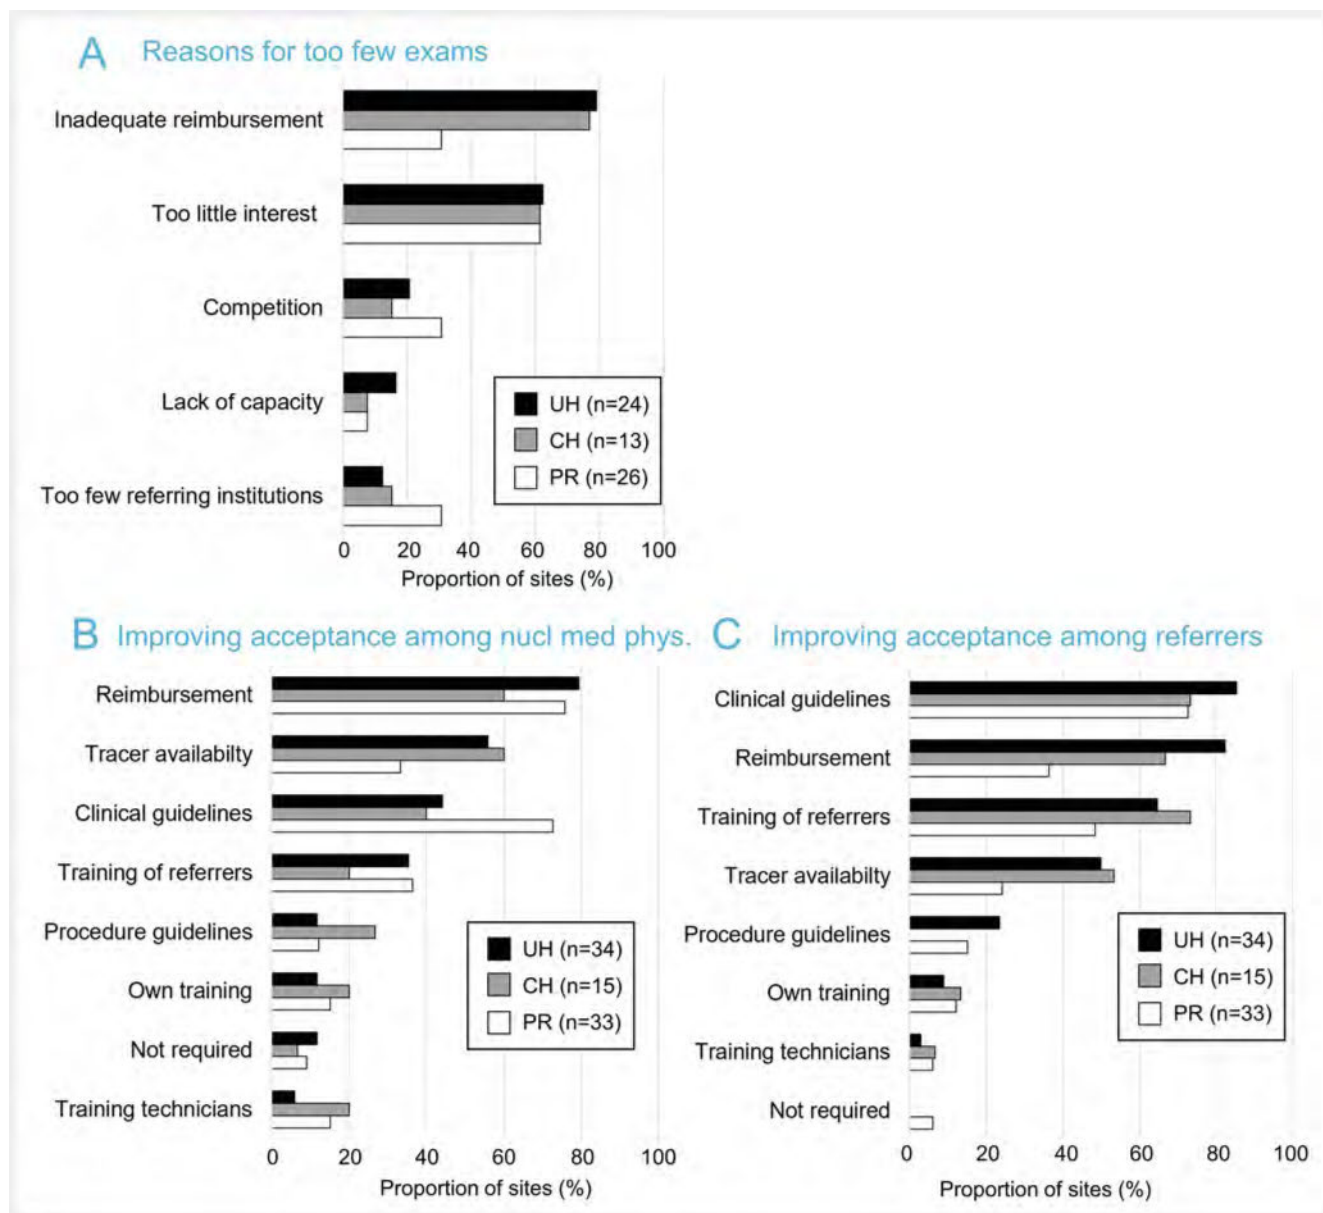 A Reasons for too few exams
Inadequate reimbursement
Too little interest
Competition
Lack of capacity
Too few referring institutions
UH (n=24)
CH (n=13)
PR (n=26)
0 20 40 60 80 100
Proportion of sites (%)
B Improving acceptance among nucl med phys.
Reimbursement
Tracer availabilty
Clinical guidelines
Training of referrers
Procedure guidelines
Own training
Not required
Training technicians
UH (n=34)
CH (n=15)
PR (n=33)
0 20 40 60 80 100
Proportion of sites (%)
C Improving acceptance among referrers
Clinical guidelines
Reimbursement
Training of referrers
Tracer availabilty
Procedure guidelines
Own training
Training technicians
Not required
UH (n=34)
CH (n=15)
PR (n=33)
0 20 40 60 80 100
Proportion of sites (%)